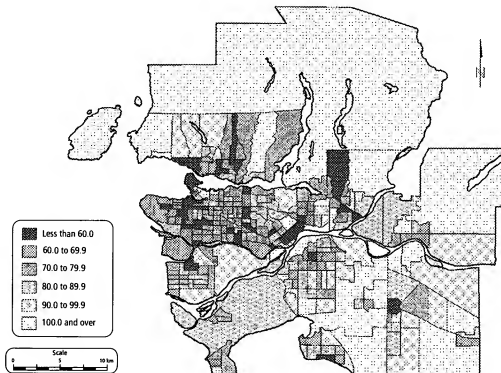 Less than 60.0
60.0 to 69.9
70.0 to 79.9
80.0 to 89.9
90.0 to 99.9
100.0 and over
Scale
0 5 10 km